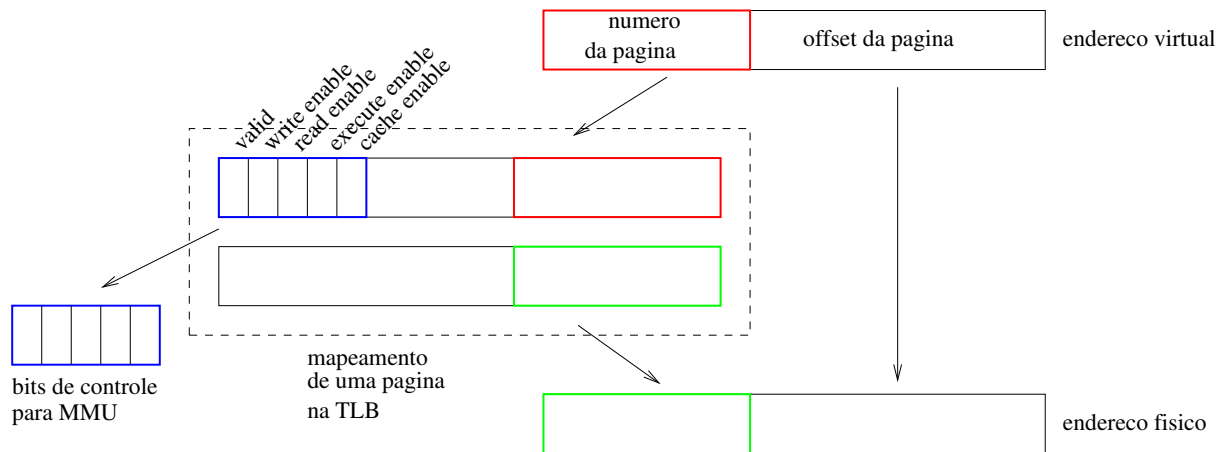 numero
da pagina
offset da pagina
endereco virtual
valid
write enable
read enable
execute enable
cache enable
bits de controle
para MMU
mapeamento
de uma pagina
na TLB
endereco fisico